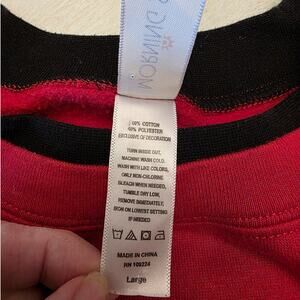 MORNING
60% COTTON
40% POLYESTER
EXCLUSIVE OF DECORATION
TURN INSIDE OUT,
MACHINE WASH COLD,
WASH WITH LIKE COLORS,
ONLY NON-CLORINE
BLEACH WHEN NEEDED,
TUMBLE DRY LOW,
REMOVE IMMEDIATELY,
IRON ON LOWEST SETTING
IF NEEDED
MADE IN CHINA
RN 109224
Large